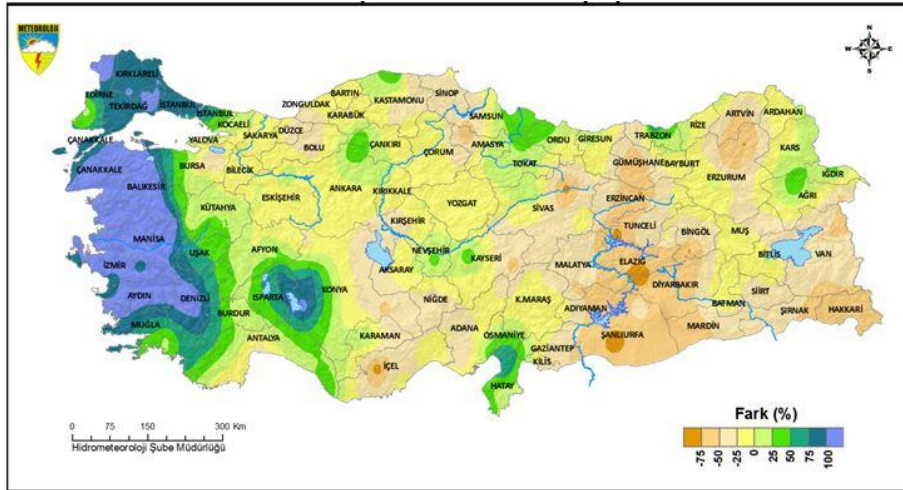 METEOROLOJİ
N
W E
S
KIRKLARELİ
EDİRNE
TEKİRDAĞ
İSTANBUL
İSTANBUL
KOCAELİ
YALOVA
SAKARYA
DÜZCE
ZONGULDAK
BARTIN
KARABÜK
KASTAMONU
SİNOP
SAMSUN
ORDU
GİRESUN
TRABZON
RİZE
ARTVİN
ARDAHAN
ÇANAKKALE
ÇANAKKALE
BALIKESİR
BURSA
BİLECİK
BOLU
ÇANKIRI
ÇORUM
AMASYA
TOKAT
GÜMÜŞHANE
BAYBURT
ERZURUM
KARS
IĞDIR
AĞRI
KÜTAHYA
ESKİŞEHİR
ANKARA
KIRIKKALE
YOZGAT
SİVAS
ERZİNCAN
TUNCELİ
BİNGÖL
MUŞ
BİTLİS
VAN
MANİSA
İZMİR
UŞAK
AFYON
KIRŞEHİR
NEVŞEHİR
KAYSERİ
AKSARAY
MALATYA
ELAZIĞ
DİYARBAKIR
BATMAN
SİİRT
ŞIRNAK
HAKKARİ
AYDIN
DENİZLİ
ISPARTA
KONYA
NİĞDE
K.MARAŞ
ADIYAMAN
MARDİN
MUĞLA
BURDUR
ANTALYA
KARAMAN
İÇEL
ADANA
OSMANİYE
GAZİANTEP
KİLİS
ŞANLIURFA
HATAY
0 75 150 225 300 Km
Hidrometeoroloji Şube Müdürlüğü
Fark (%)
-75 -50 -25 0 25 50 75 100